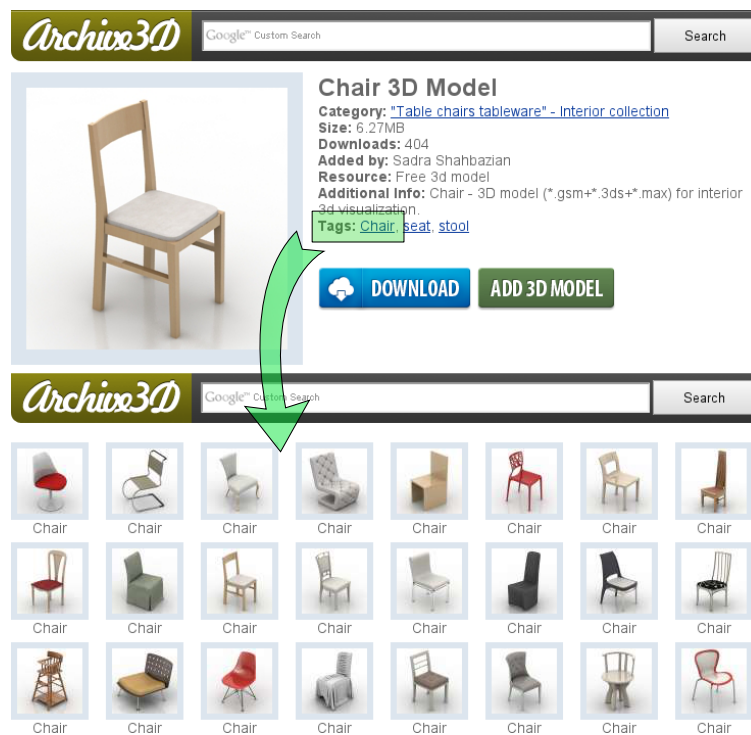 Archive3D Google™ Custom Search Search
Chair 3D Model
Category: "Table chairs tableware" - Interior collection
Size: 6.27MB
Downloads: 404
Added by: Sadra Shahbazian
Resource: Free 3d model
Additional Info: Chair - 3D model (*.gsm+*.3ds+*.max) for interior
3d visualization.
Tags: Chair, seat, stool
DOWNLOAD ADD 3D MODEL
Archive3D Google™ Custom Search Search
Chair Chair Chair Chair Chair Chair Chair Chair
Chair Chair Chair Chair Chair Chair Chair Chair
Chair Chair Chair Chair Chair Chair Chair Chair